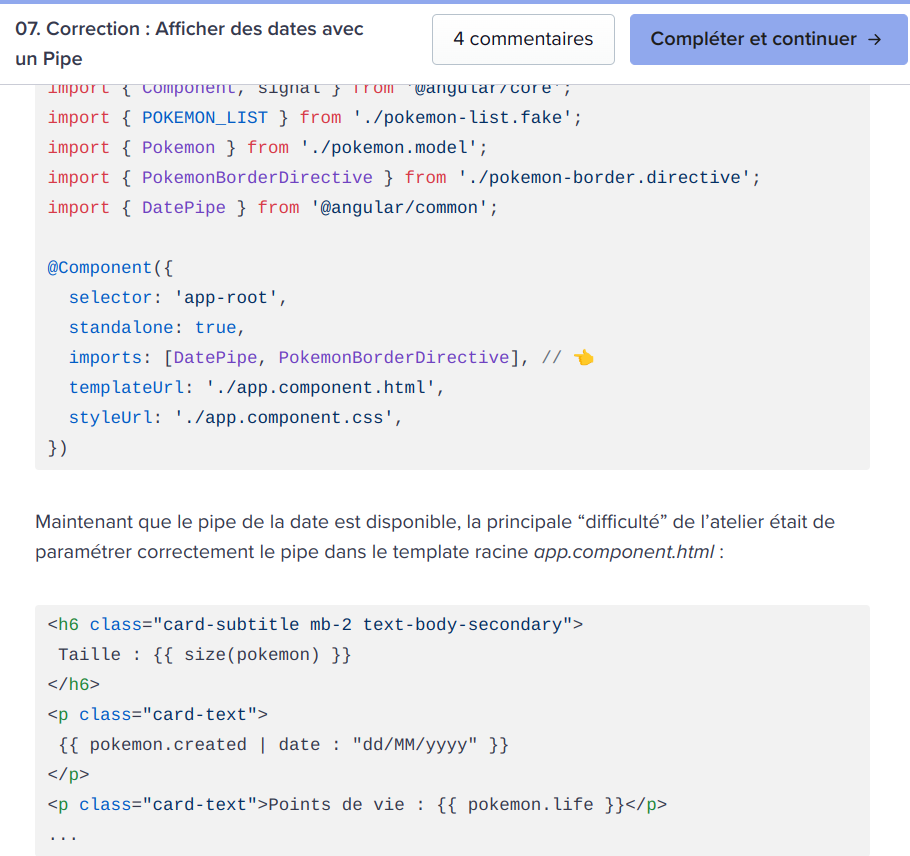 07. Correction : Afficher des dates avec
un Pipe
4 commentaires
Compléter et continuer →
import { Component, signal } from '@angular/core';
import { POKEMON_LIST } from './pokemon-list.fake';
import { Pokemon } from './pokemon.model';
import { PokemonBorderDirective } from './pokemon-border.directive';
import { DatePipe } from '@angular/common';
@Component({
  selector: 'app-root',
  standalone: true,
  imports: [DatePipe, PokemonBorderDirective], // 👈
  templateUrl: './app.component.html',
  styleUrl: './app.component.css',
})
Maintenant que le pipe de la date est disponible, la principale “difficulté” de l’atelier était de
paramétrer correctement le pipe dans le template racine app.component.html :
<h6 class="card-subtitle mb-2 text-body-secondary">
 Taille : {{ size(pokemon) }}
</h6>
<p class="card-text">
 {{ pokemon.created | date : "dd/MM/yyyy" }}
</p>
<p class="card-text">Points de vie : {{ pokemon.life }}</p>
...